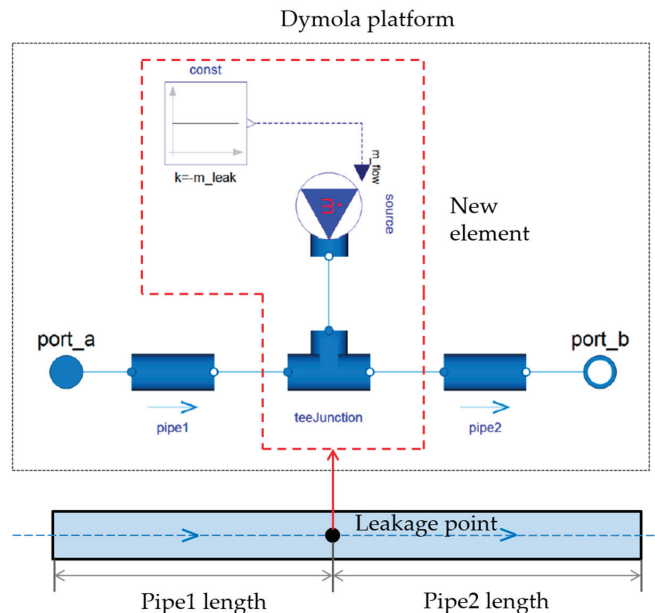 Dymola platform
const
k=-m_leak
m_flow
source
ṁ
New
element
port_a
port_b
pipe1
teeJunction
pipe2
Leakage point
Pipe1 length
Pipe2 length